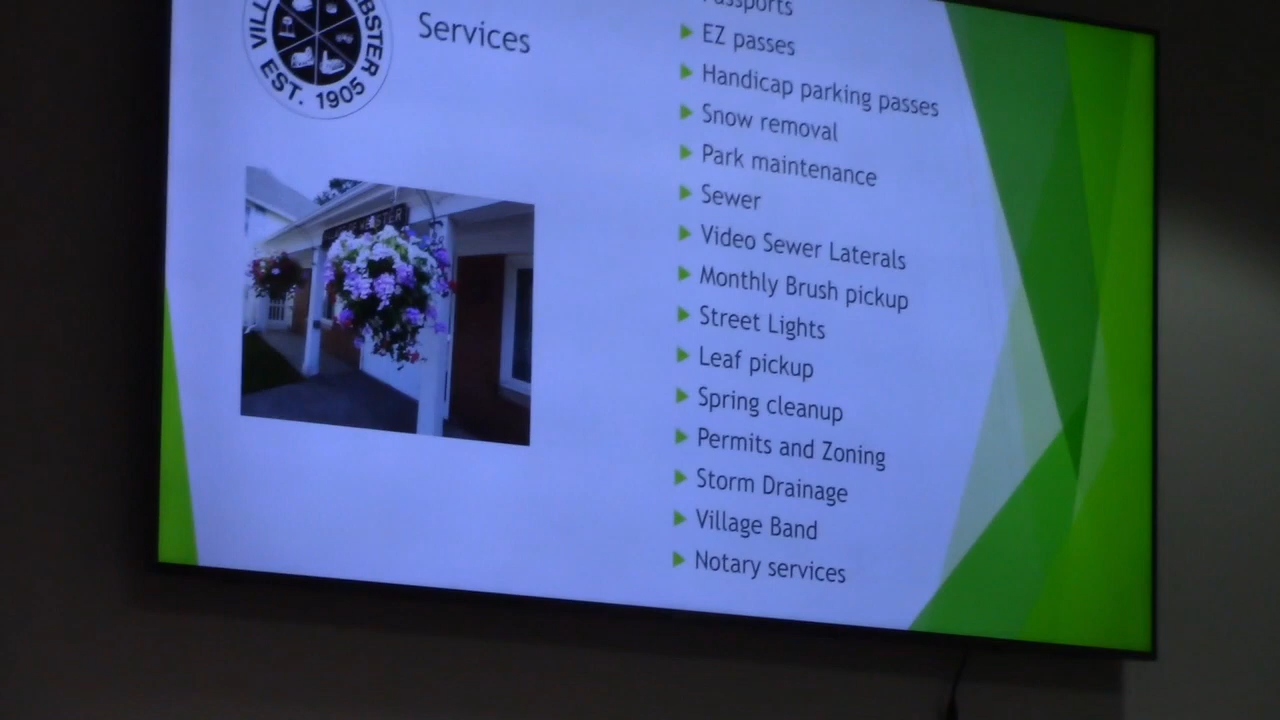 Services
EST. 1905
Passports
EZ passes
Handicap parking passes
Snow removal
Park maintenance
Sewer
Video Sewer Laterals
Monthly Brush pickup
Street Lights
Leaf pickup
Spring cleanup
Permits and Zoning
Storm Drainage
Village Band
Notary services